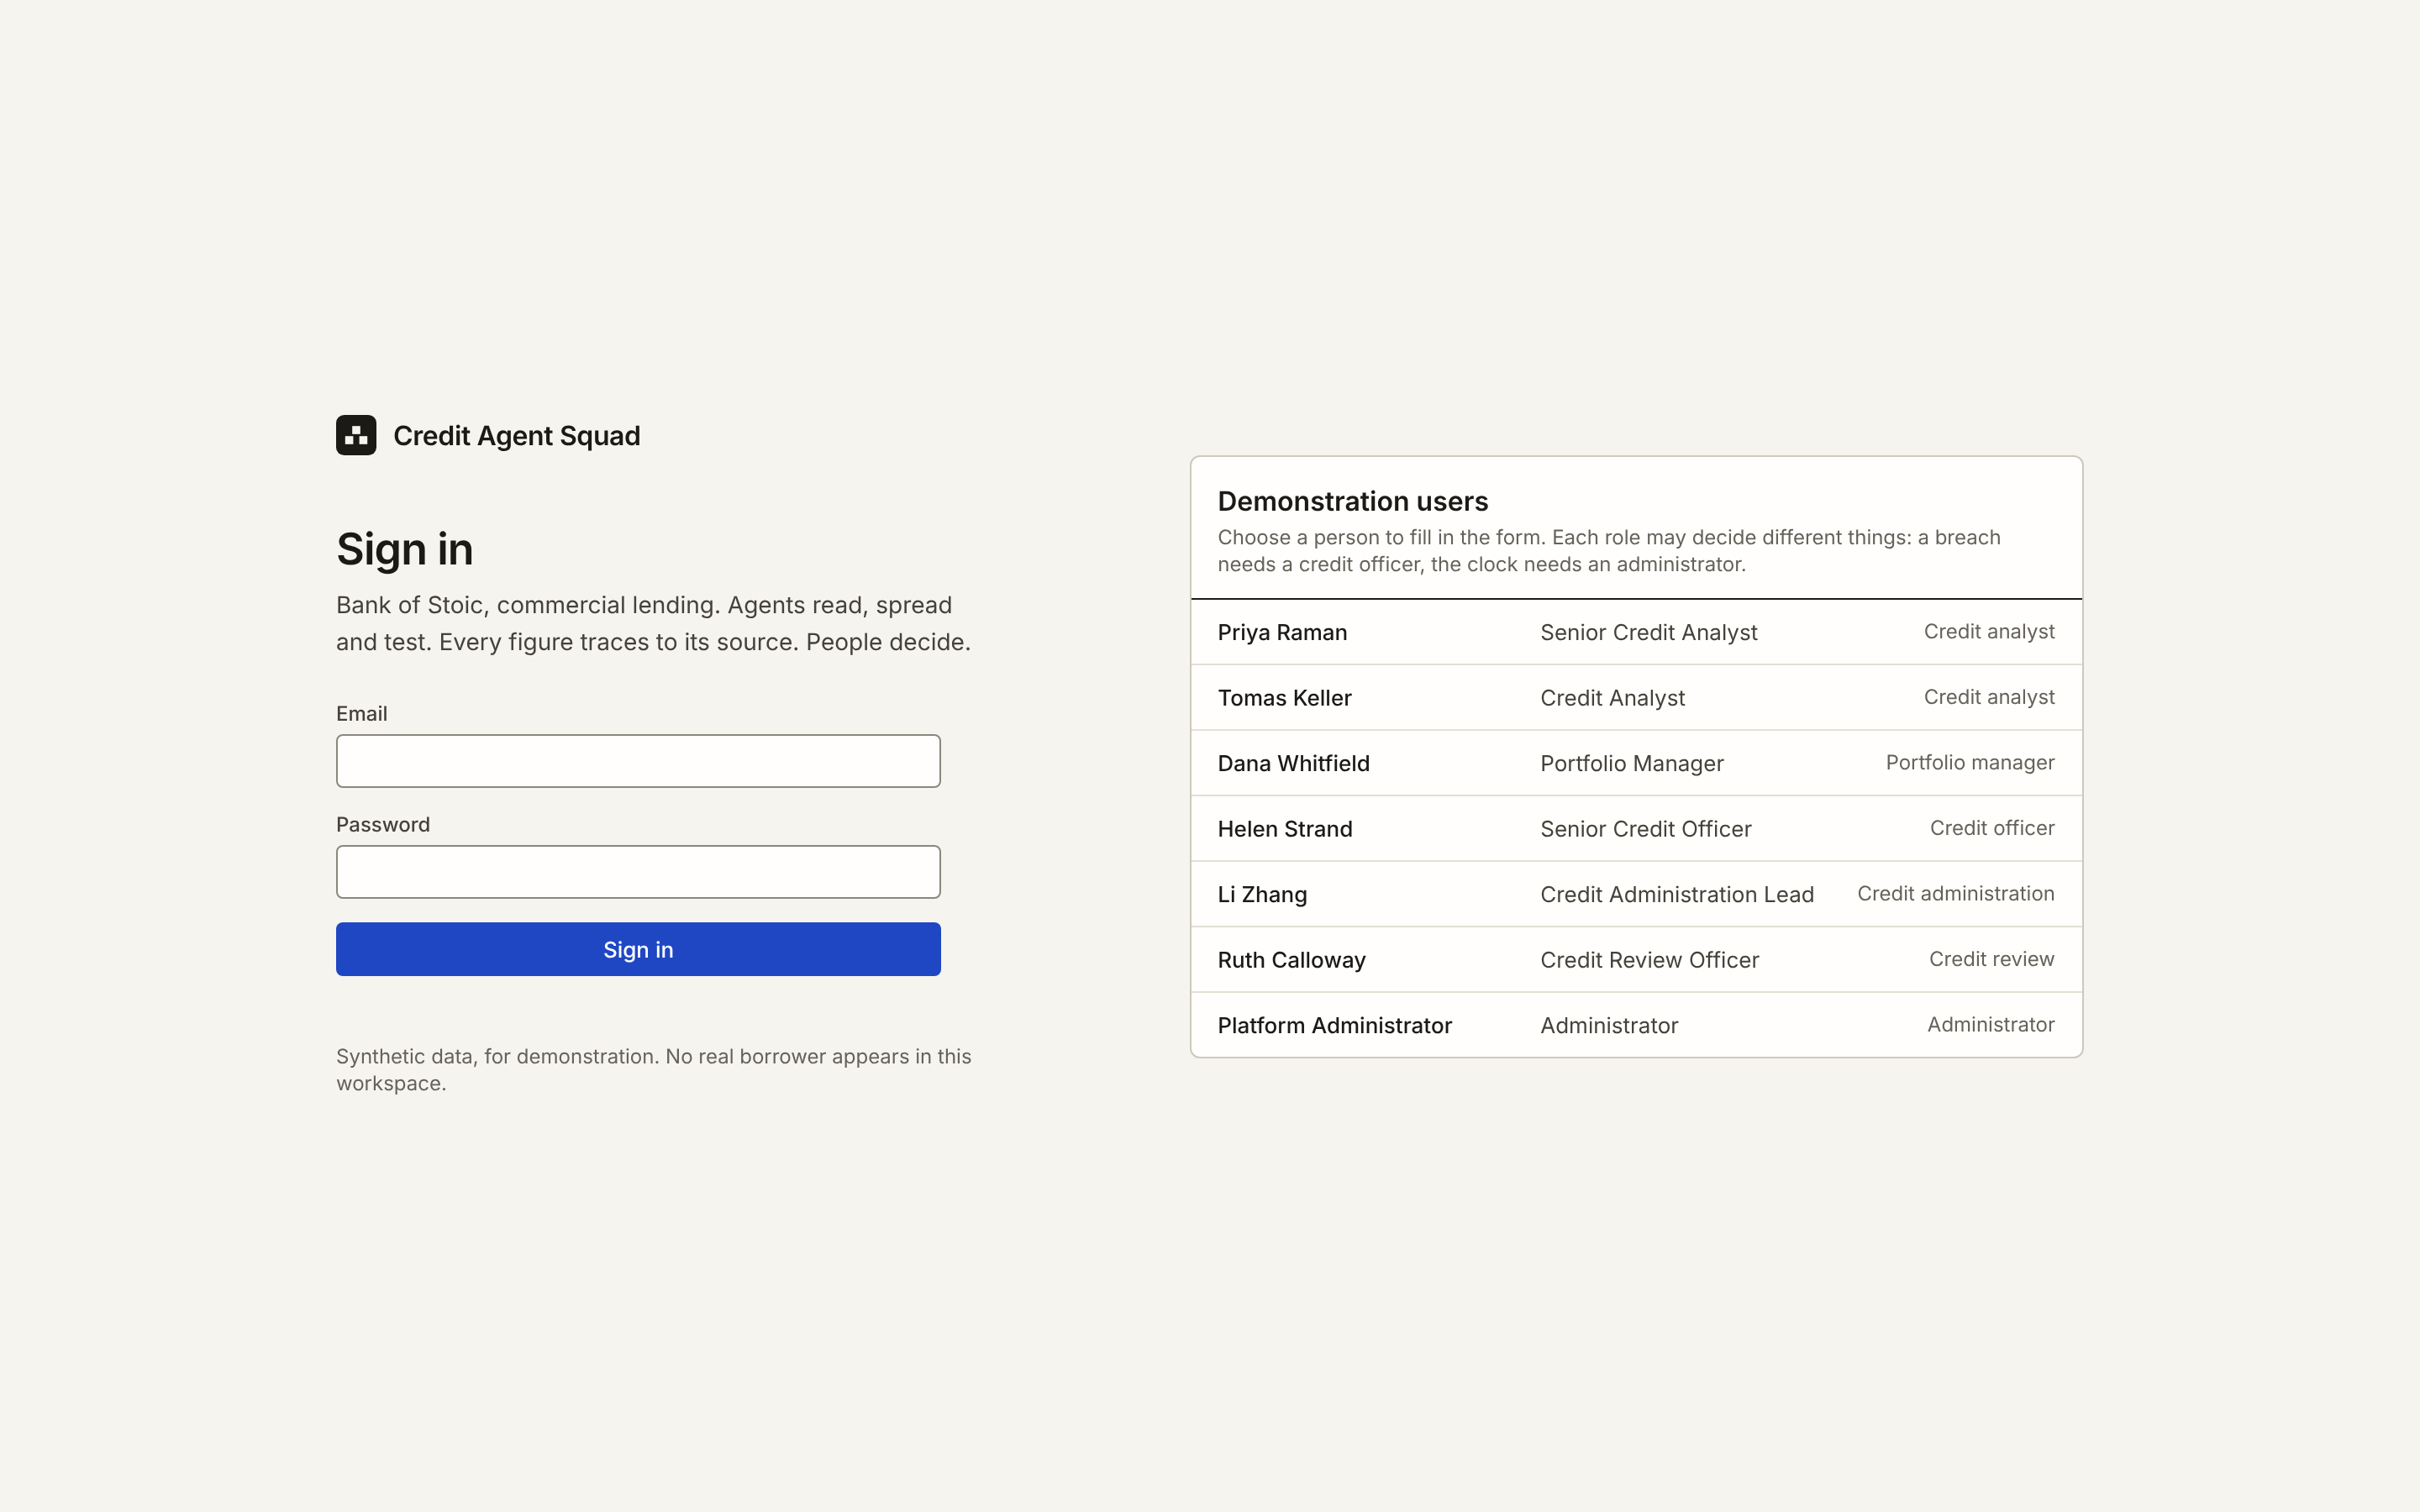 Credit Agent Squad
Sign in
Bank of Stoic, commercial lending. Agents read, spread
and test. Every figure traces to its source. People decide.
Email
Password
Sign in
Synthetic data, for demonstration. No real borrower appears in this
workspace.
Demonstration users
Choose a person to fill in the form. Each role may decide different things: a breach
needs a credit officer, the clock needs an administrator.
Priya Raman Senior Credit Analyst Credit analyst
Tomas Keller Credit Analyst Credit analyst
Dana Whitfield Portfolio Manager Portfolio manager
Helen Strand Senior Credit Officer Credit officer
Li Zhang Credit Administration Lead Credit administration
Ruth Calloway Credit Review Officer Credit review
Platform Administrator Administrator Administrator